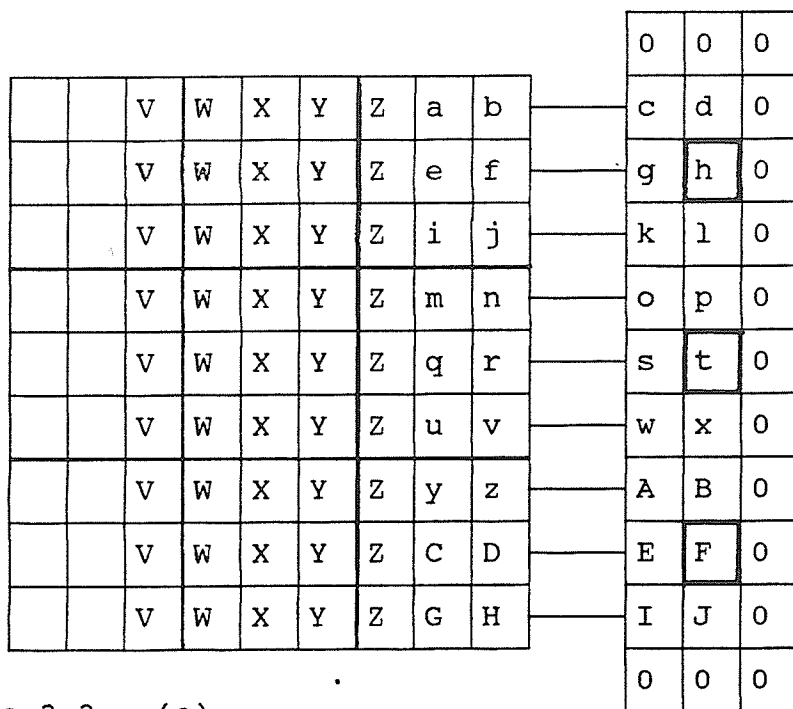 0 0 0
V W X Y Z a b c d 0
V W X Y Z e f g h 0
V W X Y Z i j k l 0
V W X Y Z m n o p 0
V W X Y Z q r s t 0
V W X Y Z u v w x 0
V W X Y Z y z A B 0
V W X Y Z C D E F 0
V W X Y Z G H I J 0
0 0 0